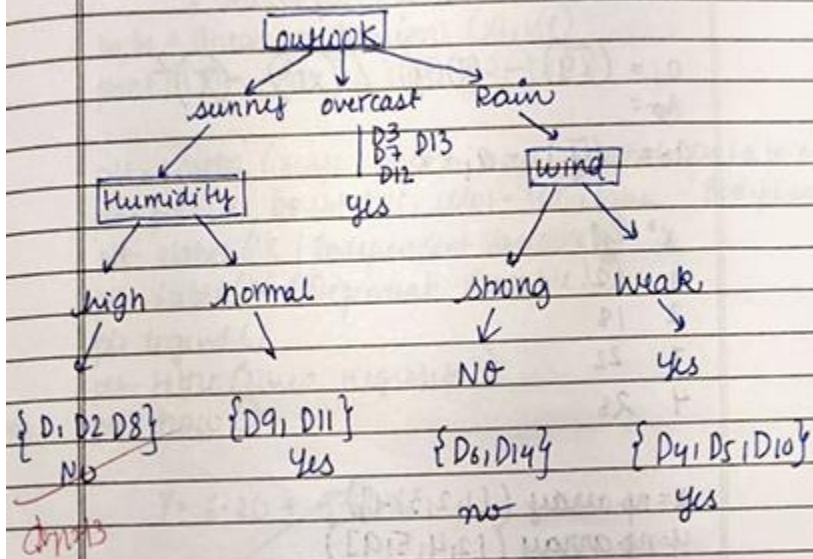 Outlook
sunny overcast Rain
D3
D7 D13
D12
Humidity
wind
yes
high normal strong weak
NO yes
{ D1 D2 D8} {D9, D11}
No yes
{D6, D14} {D4, D5, D10}
no yes